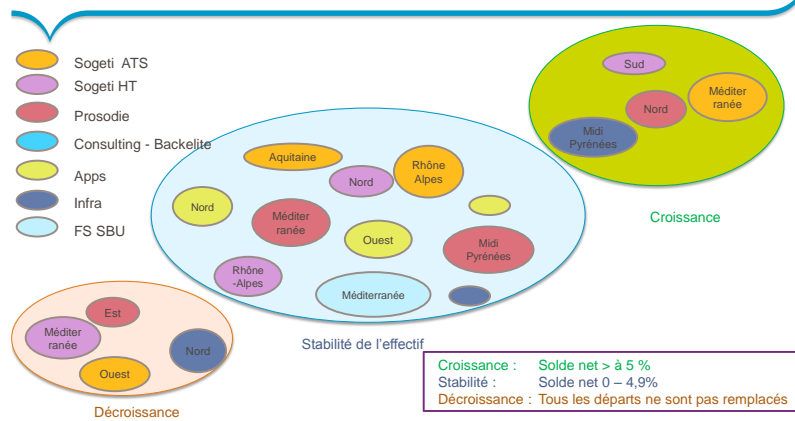 Sogeti ATS
Sogeti HT
Prosodie
Consulting - Backelite
Apps
Infra
FS SBU
Sud
Méditer
ranée
Nord
Midi
Pyrénées
Croissance
Aquitaine
Nord
Rhône
Alpes
Nord
Méditer
ranée
Ouest
Midi
Pyrénées
Rhône
-Alpes
Méditerranée
Stabilité de l'effectif
Est
Méditer
ranée
Nord
Ouest
Décroissance
Croissance : Solde net > à 5 %
Stabilité : Solde net 0 – 4,9%
Décroissance : Tous les départs ne sont pas remplacés